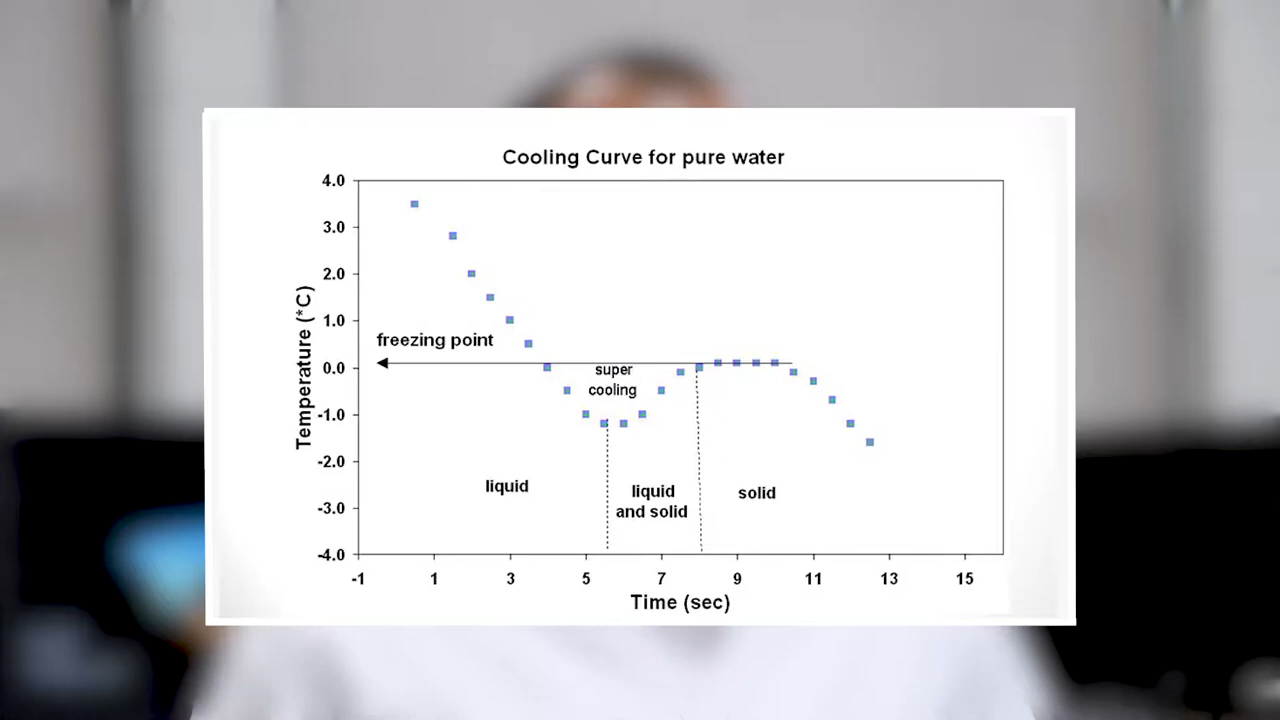 Cooling Curve for pure water
4.0
3.0
2.0
1.0
0.0
-1.0
-2.0
-3.0
-4.0
Temperature (*C)
freezing point
super
cooling
liquid
liquid
and solid
solid
-1 1 3 5 7 9 11 13 15
Time (sec)